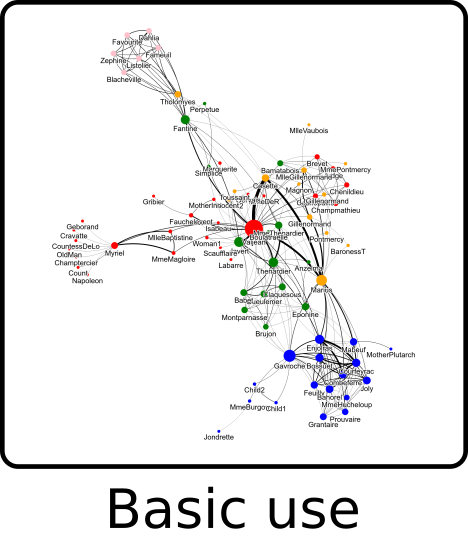 Dahlia
Favourite
Fameuil
Zephine
Listolier
Blacheville
Tholomyes
Perpetue
Fantine
MlleVaubois
Marguerite
Simplice
Bamatabois
Brevet
MmePontmercy
MlleGillenormand
Cosette
Magnon
Chenildieu
Toussaint
MotherInnocent
Gribier
Champmathieu
Fauchelevent
Isabeau
Gillenormand
Geborand
Cravatte
CountessDeLo
OldMan
Champtercier
Count
Napoleon
Myriel
MlleBaptistine
MmeMagloire
Woman1
Valjean
Boulatruelle
Scaufflaire
Labarre
Pontmercy
BaronessT
Thenardier
Anzelma
Marius
Claquesous
Gueulemer
Montparnasse
Eponine
Brujon
Enjolras
Mabeuf
MotherPlutarch
Gavroche
Bossuet
Courfeyrac
Combeferre
Joly
Child2
Feuilly
Bahorel
MmeHucheloup
MmeBurgon
Child1
Prouvaire
Grantaire
Jondrette
Basic use